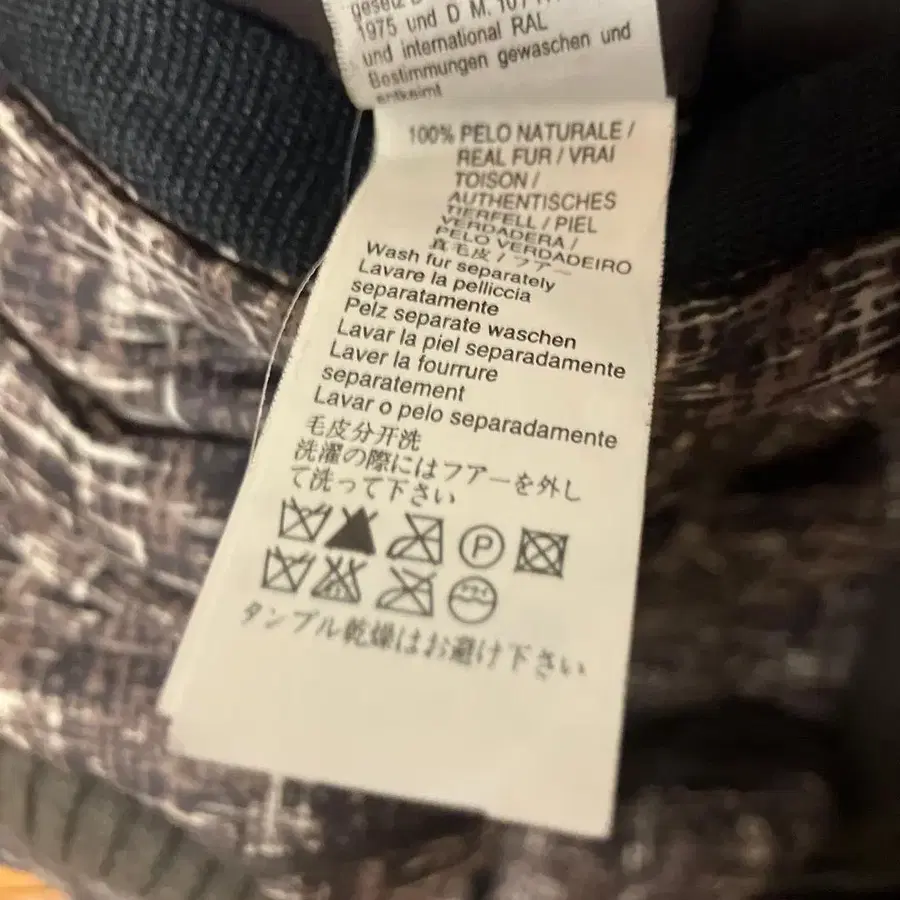 gesetz
1975 und D M. 10
und international RAL
Bestimmungen gewaschen und
entkeimt
100% PELO NATURALE /
REAL FUR / VRAI
TOISON /
AUTHENTISCHES
TIERFELL / PIEL
VERDADERA /
PELO VERDADEIRO
真毛皮 / フアー
Wash fur separately
Lavare la pelliccia
separatamente
Pelz separate waschen
Lavar la piel separadamente
Laver la fourrure
separatement
Lavar o pelo separadamente
毛皮分开洗
洗濯の際にはフアーを外し
て洗って下さい
P
タンブル乾燥はお避け下さい